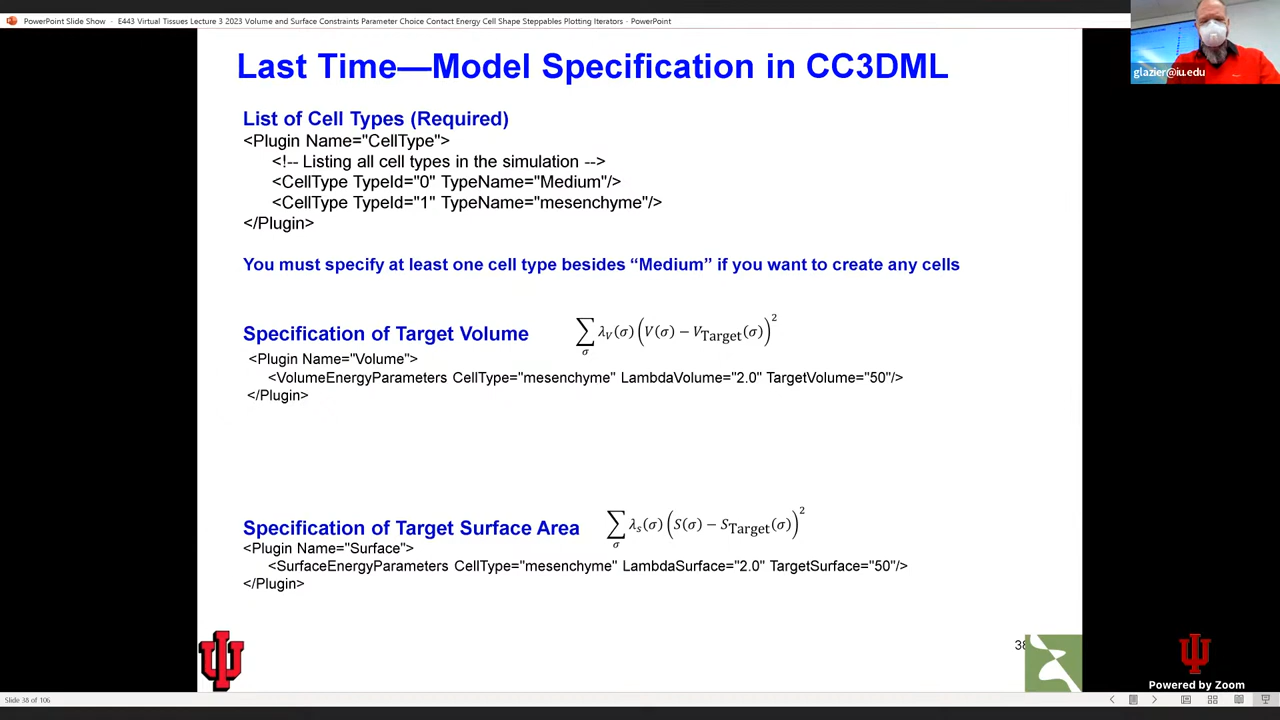 PowerPoint Slide Show - E443 Virtual Tissues Lecture 3 2023 Volume and Surface Constraints Parameter Choice Contact Energy Cell Shape Steppables Plotting Iterators - PowerPoint
glazier@iu.edu
Last Time—Model Specification in CC3DML
List of Cell Types (Required)
<Plugin Name="CellType">
<!-- Listing all cell types in the simulation -->
<CellType TypeId="0" TypeName="Medium"/>
<CellType TypeId="1" TypeName="mesenchyme"/>
</Plugin>
You must specify at least one cell type besides “Medium” if you want to create any cells
Specification of Target Volume ∑σ λV(σ)(V(σ) − VTarget(σ))²
<Plugin Name="Volume">
<VolumeEnergyParameters CellType="mesenchyme" LambdaVolume="2.0" TargetVolume="50"/>
</Plugin>
Specification of Target Surface Area ∑σ λs(σ)(S(σ) − STarget(σ))²
<Plugin Name="Surface">
<SurfaceEnergyParameters CellType="mesenchyme" LambdaSurface="2.0" TargetSurface="50"/>
</Plugin>
38
Powered by Zoom
Slide 38 of 106